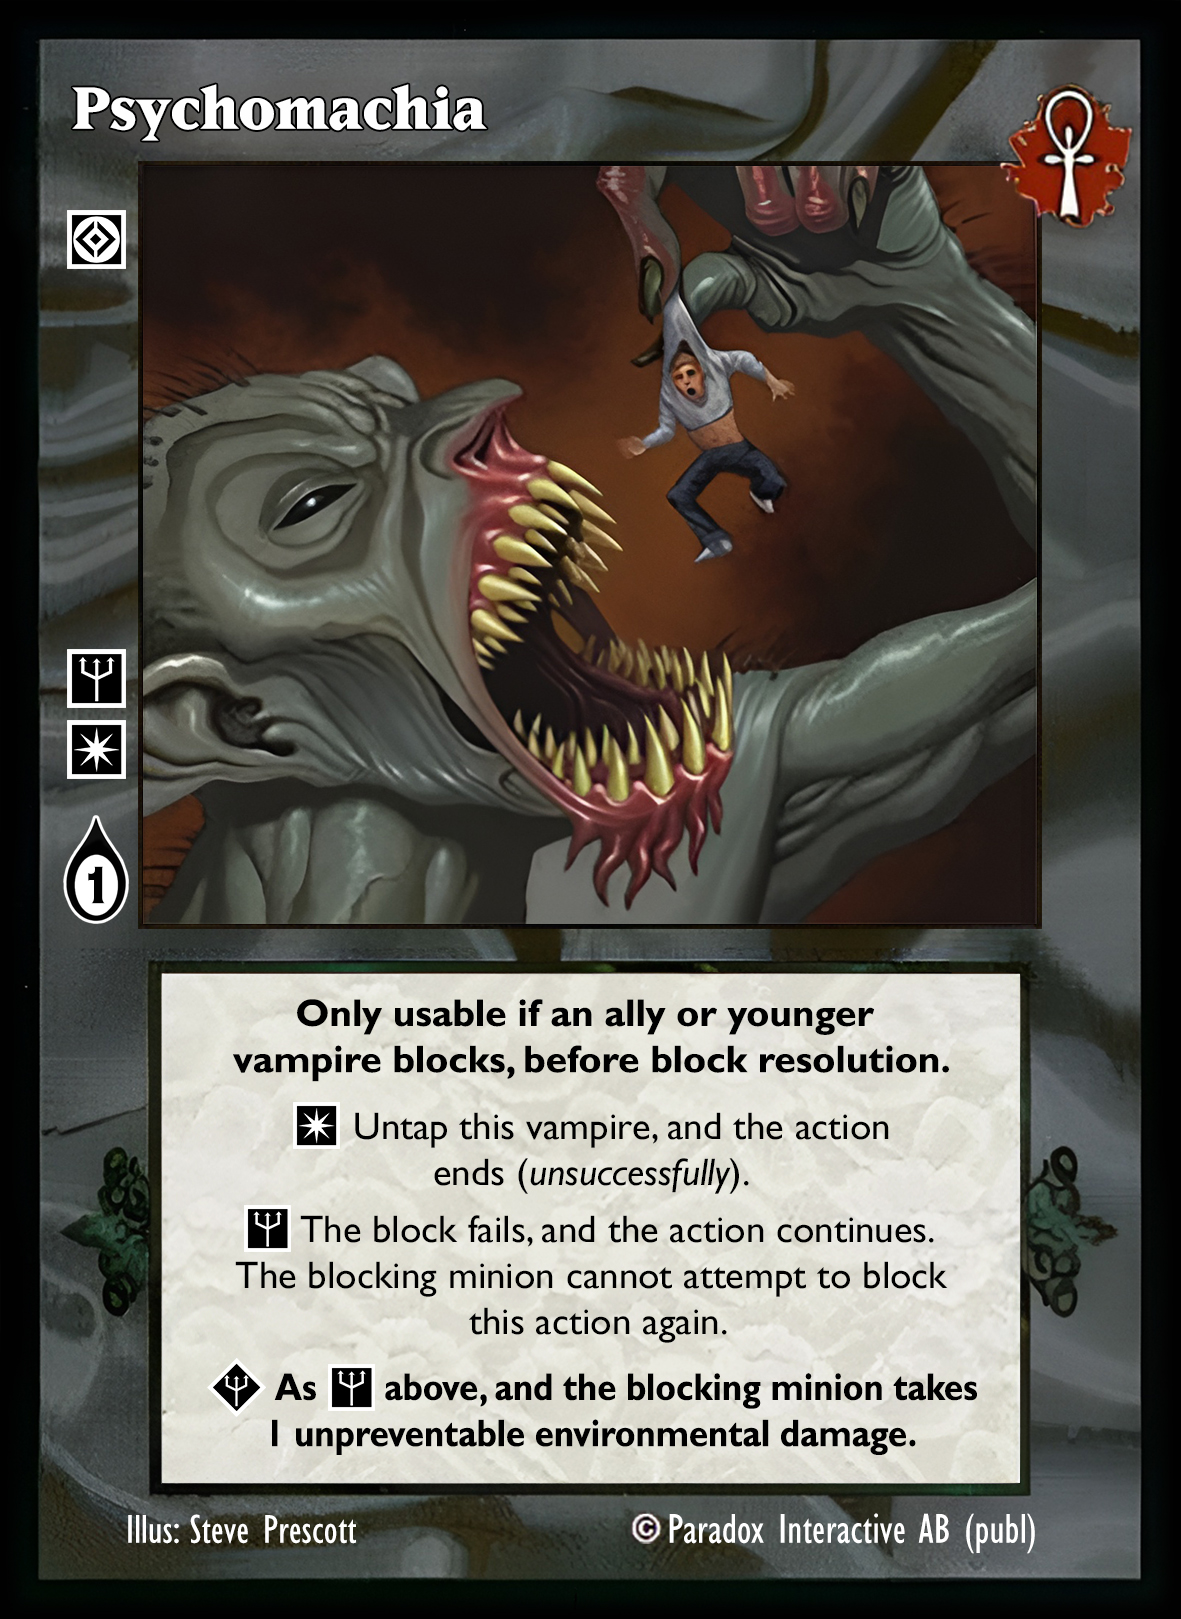 Psychomachia
1
Only usable if an ally or younger
vampire blocks, before block resolution.
Untap this vampire, and the action
ends (unsuccessfully).
The block fails, and the action continues.
The blocking minion cannot attempt to block
this action again.
As above, and the blocking minion takes
1 unpreventable environmental damage.
Illus: Steve Prescott
© Paradox Interactive AB (publ)